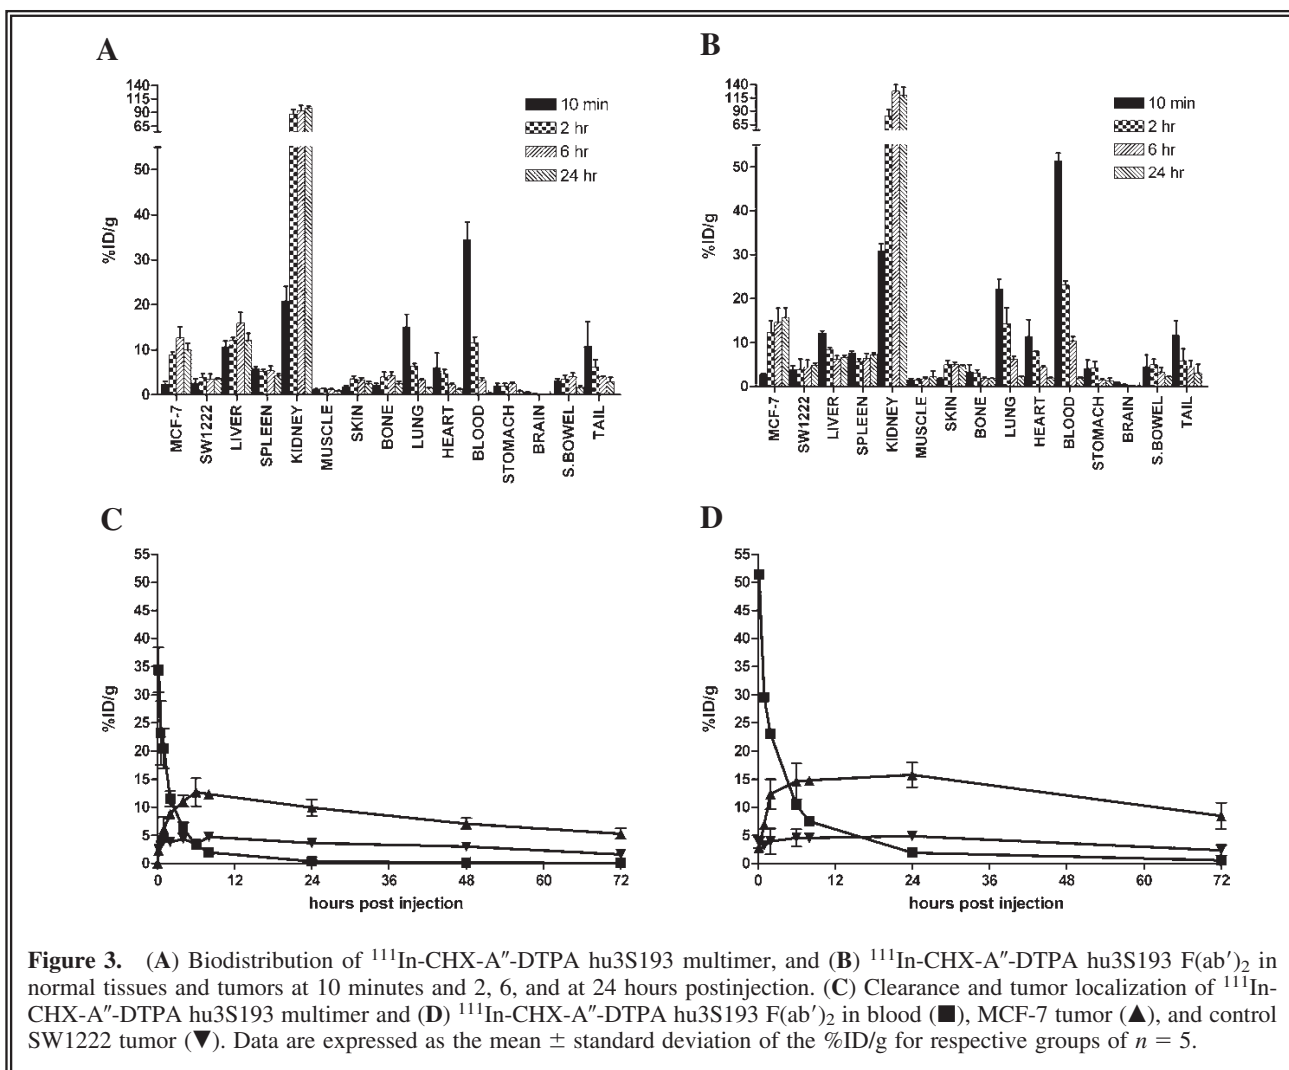 A
B
140
115
90
65
50
40
30
20
10
0
%ID/g
10 min
2 hr
6 hr
24 hr
MCF-7
SW1222
LIVER
SPLEEN
KIDNEY
MUSCLE
SKIN
BONE
LUNG
HEART
BLOOD
STOMACH
BRAIN
S.BOWEL
TAIL
140
115
90
65
50
40
30
20
10
0
%ID/g
10 min
2 hr
6 hr
24 hr
MCF-7
SW1222
LIVER
SPLEEN
KIDNEY
MUSCLE
SKIN
BONE
LUNG
HEART
BLOOD
STOMACH
BRAIN
S.BOWEL
TAIL
C
D
55
50
45
40
35
30
25
20
15
10
5
0
%ID/g
0 12 24 36 48 60 72
hours post injection
55
50
45
40
35
30
25
20
15
10
5
0
%ID/g
0 12 24 36 48 60 72
hours post injection
Figure 3. (A) Biodistribution of ¹¹¹In-CHX-A″-DTPA hu3S193 multimer, and (B) ¹¹¹In-CHX-A″-DTPA hu3S193 F(ab′)₂ in
normal tissues and tumors at 10 minutes and 2, 6, and at 24 hours postinjection. (C) Clearance and tumor localization of ¹¹¹In-
CHX-A″-DTPA hu3S193 multimer and (D) ¹¹¹In-CHX-A″-DTPA hu3S193 F(ab′)₂ in blood (■), MCF-7 tumor (▲), and control
SW1222 tumor (▼). Data are expressed as the mean ± standard deviation of the %ID/g for respective groups of n = 5.